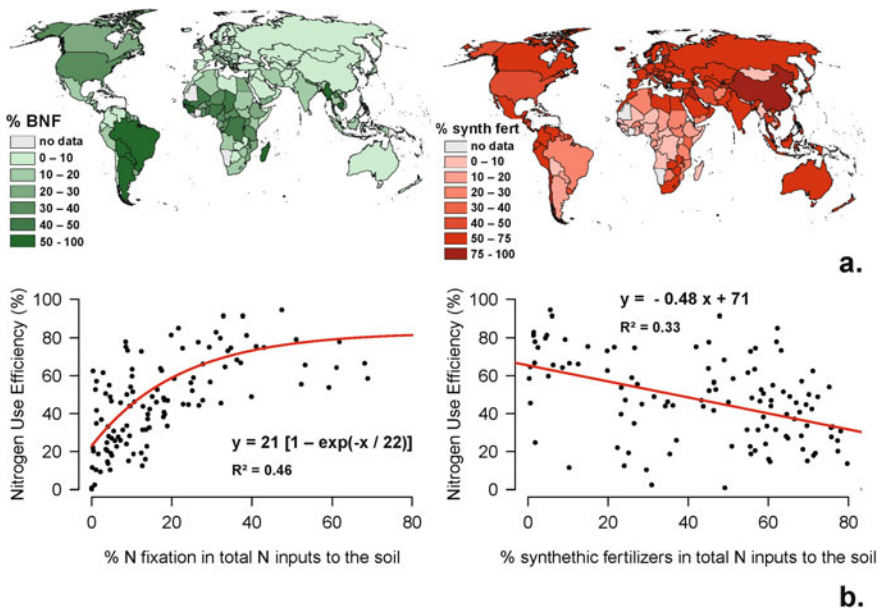 % BNF
no data
0 – 10
10 – 20
20 – 30
30 – 40
40 – 50
50 - 100
% synth fert
no data
0 – 10
10 – 20
20 – 30
30 – 40
40 – 50
50 – 75
75 - 100
a.
Nitrogen Use Efficiency (%)
100
80
60
40
20
0
y = 21 [1 – exp(-x / 22)]
R² = 0.46
0 20 40 60 80
% N fixation in total N inputs to the soil
Nitrogen Use Efficiency (%)
100
80
60
40
20
0
y = - 0.48 x + 71
R² = 0.33
0 20 40 60 80
% synthethic fertilizers in total N inputs to the soil
b.